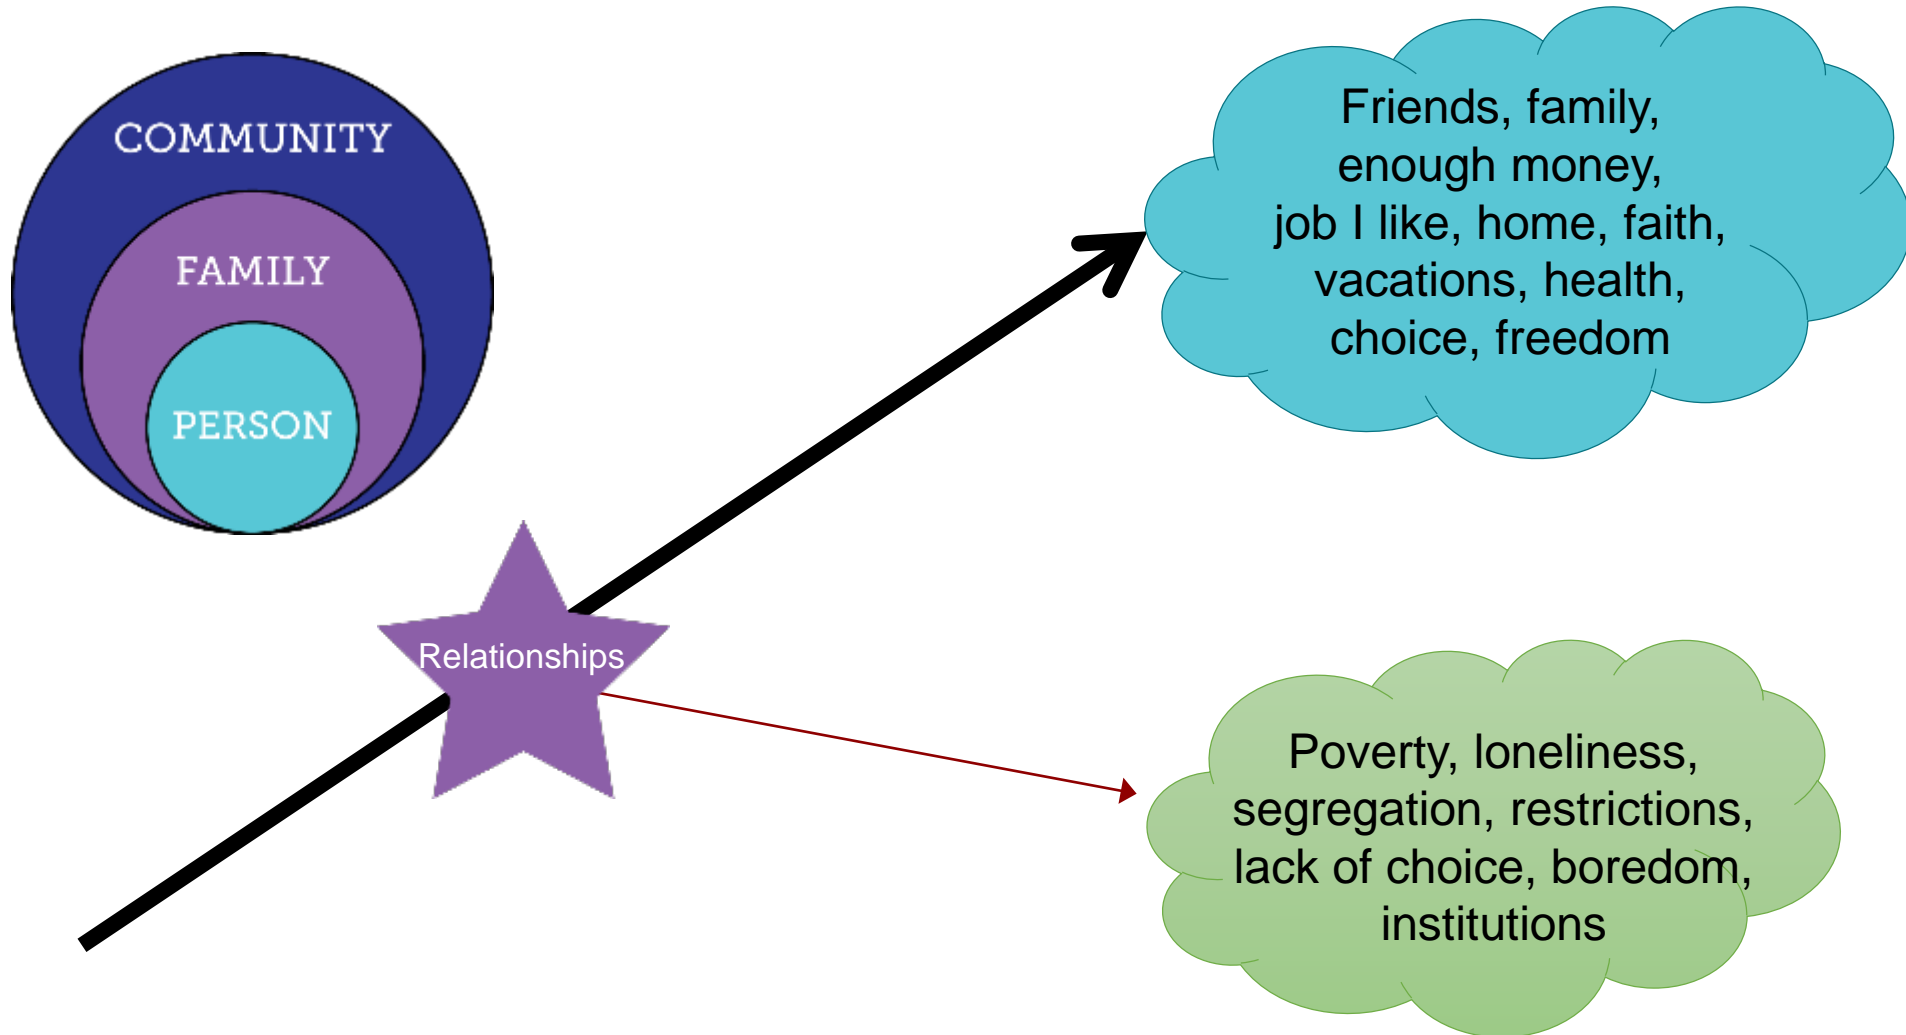 COMMUNITY
FAMILY
PERSON
Friends, family,
enough money,
job I like, home, faith,
vacations, health,
choice, freedom
Relationships
Poverty, loneliness,
segregation, restrictions,
lack of choice, boredom,
institutions